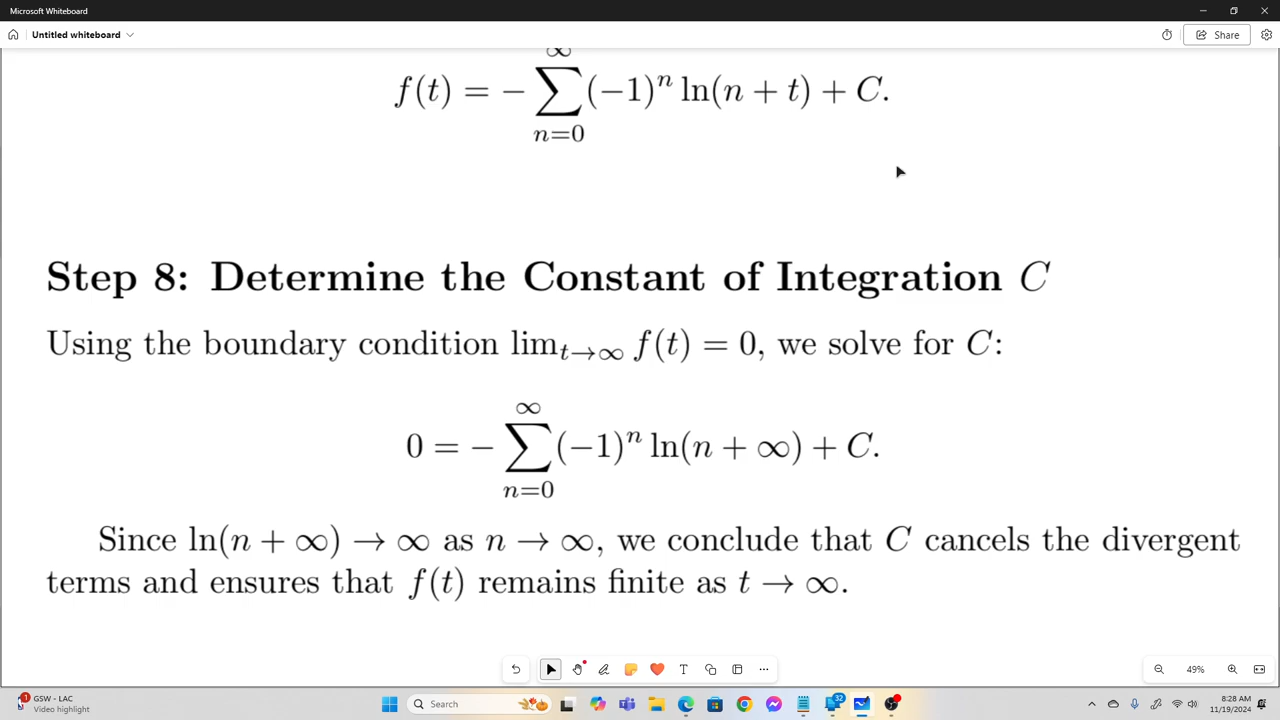 Microsoft Whiteboard
Untitled whiteboard
Share
∞
f(t) = − ∑ (−1)ⁿ ln(n + t) + C.
n=0
Step 8: Determine the Constant of Integration C
Using the boundary condition lim_{t→∞} f(t) = 0, we solve for C:
∞
0 = − ∑ (−1)ⁿ ln(n + ∞) + C.
n=0
Since ln(n + ∞) → ∞ as n → ∞, we conclude that C cancels the divergent
terms and ensures that f(t) remains finite as t → ∞.
T
49%
1
GSW - LAC
Video highlight
Search
32
8:28 AM
11/19/2024